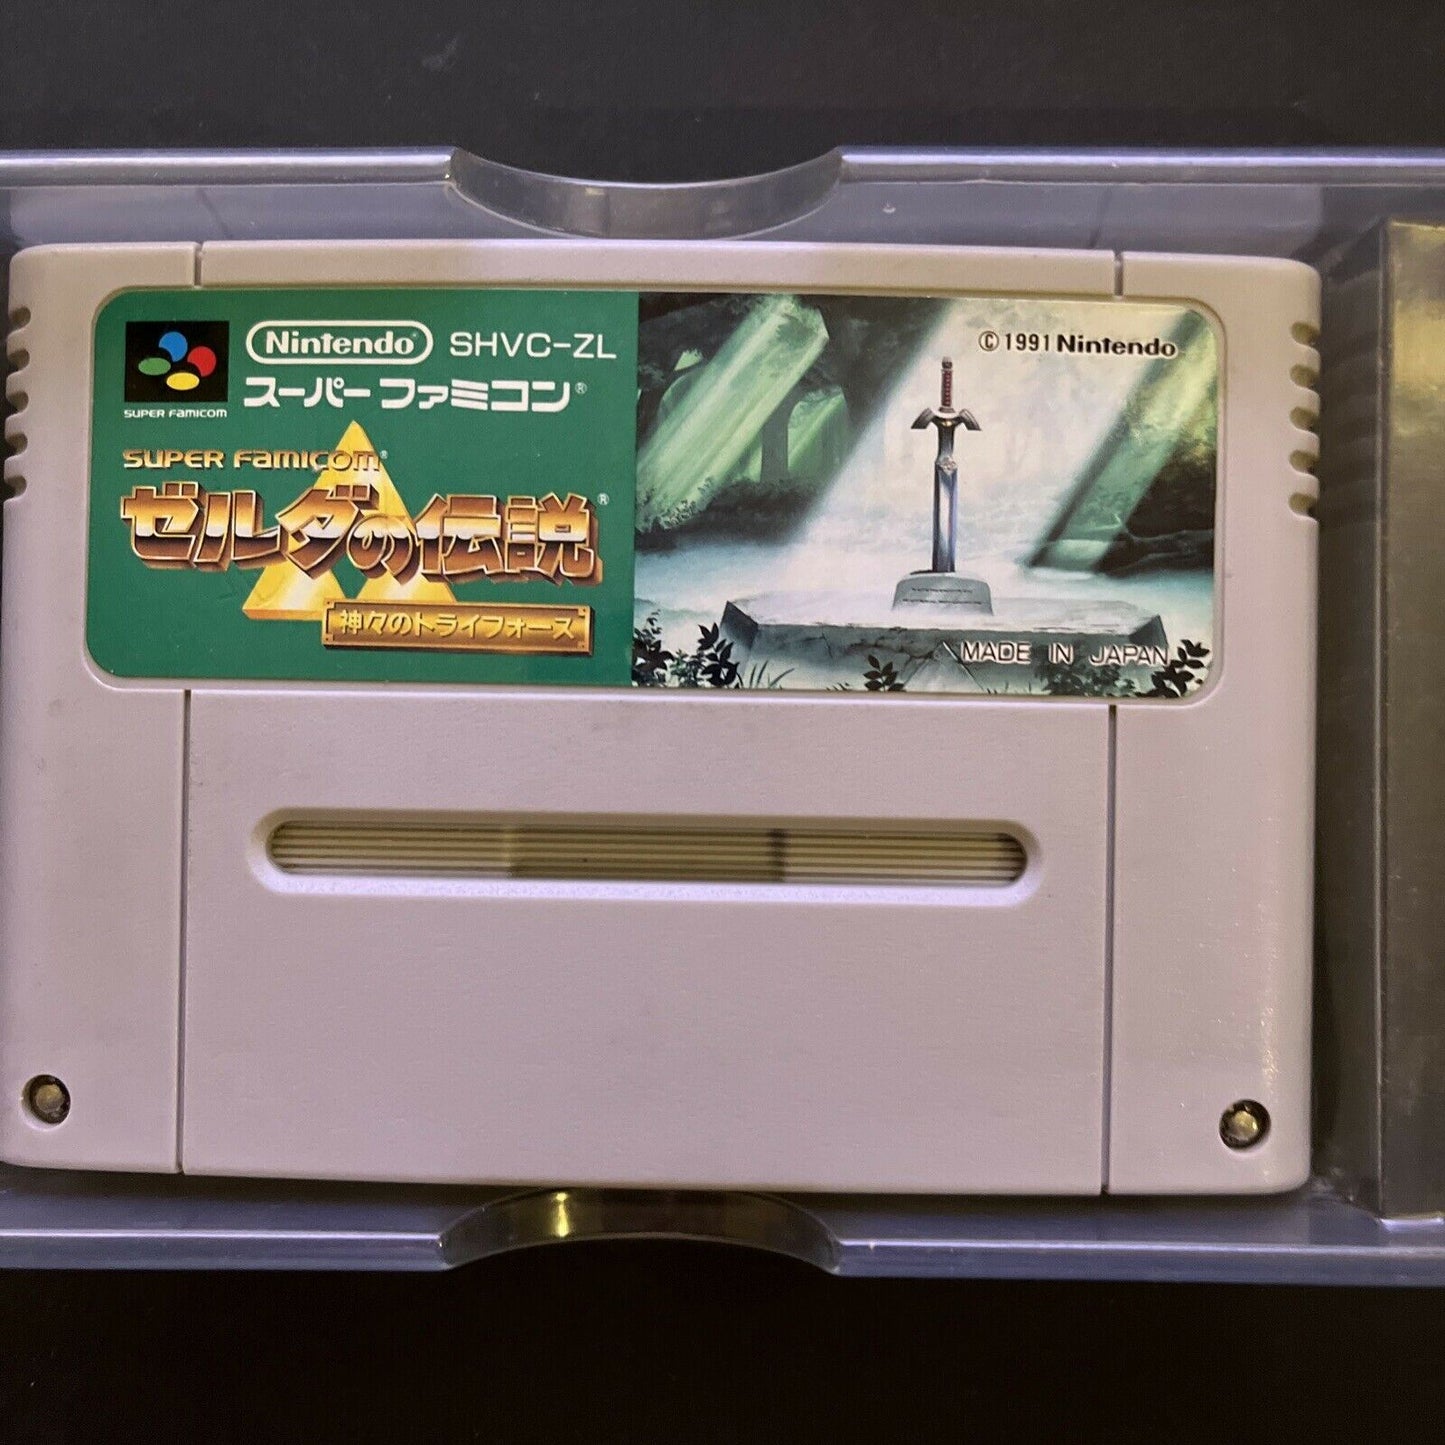 Nintendo® SHVC-ZL
スーパーファミコン®
SUPER FAMICOM
SUPER FAMICOM®
ゼルダの伝説®
神々のトライフォース
©1991 Nintendo
MADE IN JAPAN